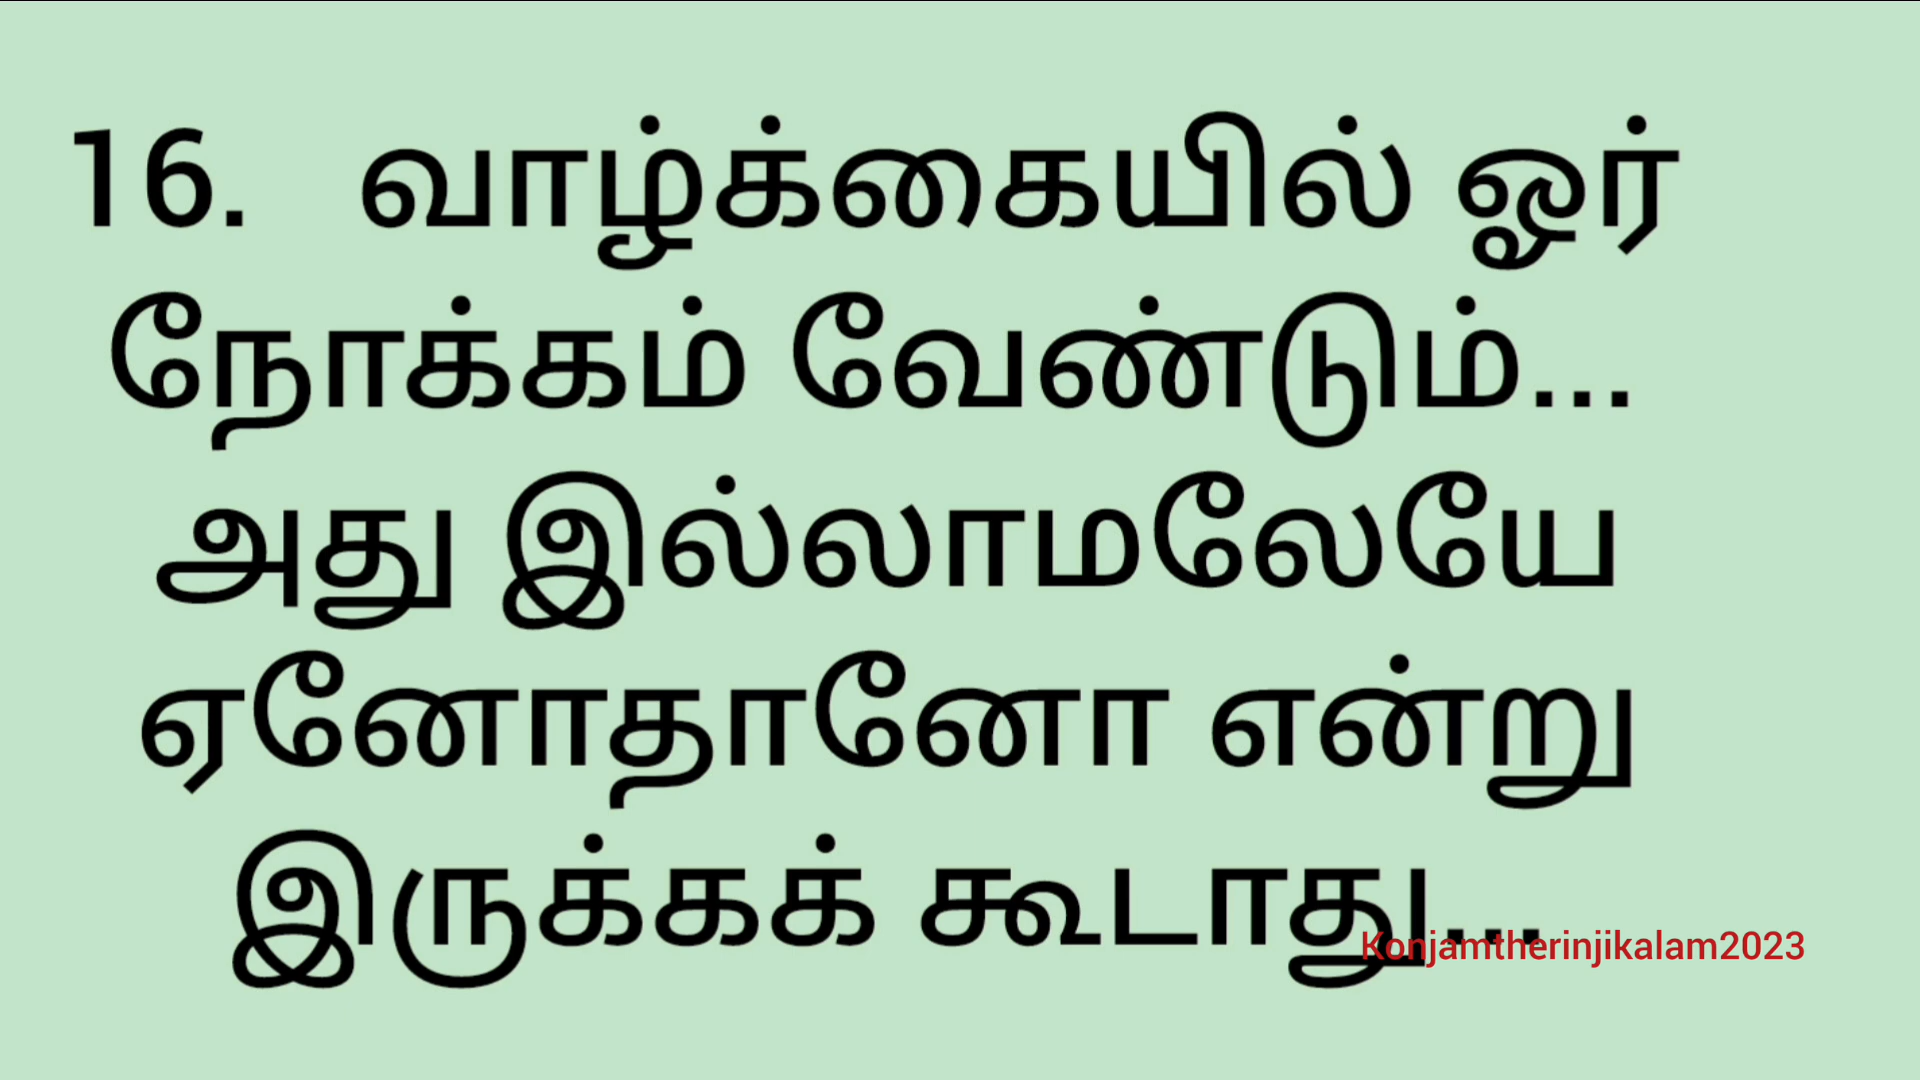 16. வாழ்க்கையில் ஓர்
நோக்கம் வேண்டும்...
அது இல்லாமலேயே
ஏனோதானோ என்று
இருக்கக் கூடாது...
Konjamtherinjikalam2023